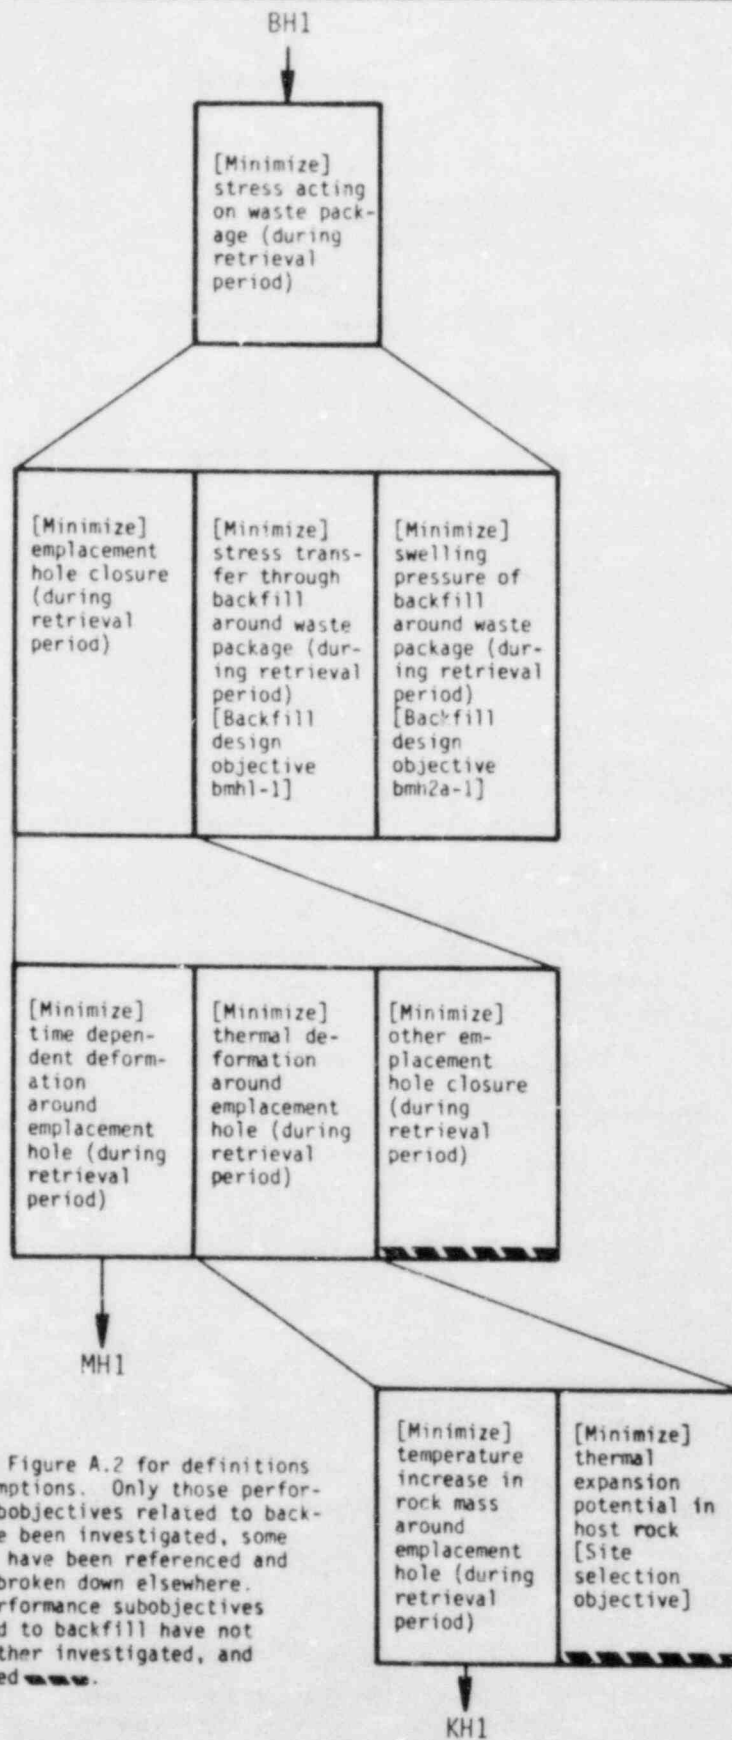 BH1
[Minimize]
stress acting
on waste pack-
age (during
retrieval
period)
[Minimize]
emplacement
hole closure
(during
retrieval
period)
[Minimize]
stress trans-
fer through
backfill
around waste
package (dur-
ing retrieval
period)
[Backfill
design
objective
bmh1-1]
[Minimize]
swelling
pressure of
backfill
around waste
package (dur-
ing retrieval
period)
[Backfill
design
objective
bmh2a-1]
[Minimize]
time depen-
dent deform-
ation
around
emplacement
hole (during
retrieval
period)
[Minimize]
thermal de-
formation
around
emplacement
hole (during
retrieval
period)
[Minimize]
other em-
placement
hole closure
(during
retrieval
period)
MH1
[Minimize]
temperature
increase in
rock mass
around
emplacement
hole (during
retrieval
period)
[Minimize]
thermal
expansion
potential in
host rock
[Site
selection
objective]
KH1
Figure A.2 for definitions
mptions. Only those perfor-
bobjectives related to back-
e been investigated, some
have been referenced and
broken down elsewhere.
rformance subobjectives
d to backfill have not
ther investigated, and
ed